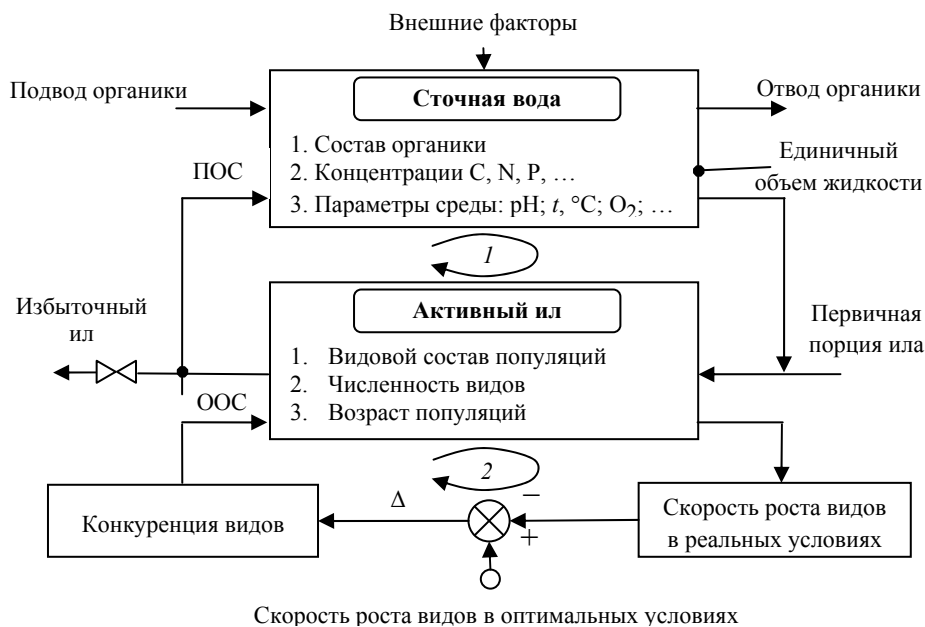 Внешние факторы
Подвод органики
Сточная вода
Отвод органики
1. Состав органики
2. Концентрации C, N, P, …
3. Параметры среды: pH; t, °C; O2; …
Единичный
объем жидкости
ПОС
1
Избыточный
ил
Активный ил
1. Видовой состав популяций
2. Численность видов
3. Возраст популяций
Первичная
порция ила
ООС
2
Конкуренция видов
Δ
−
+
Скорость роста видов
в реальных условиях
Скорость роста видов в оптимальных условиях